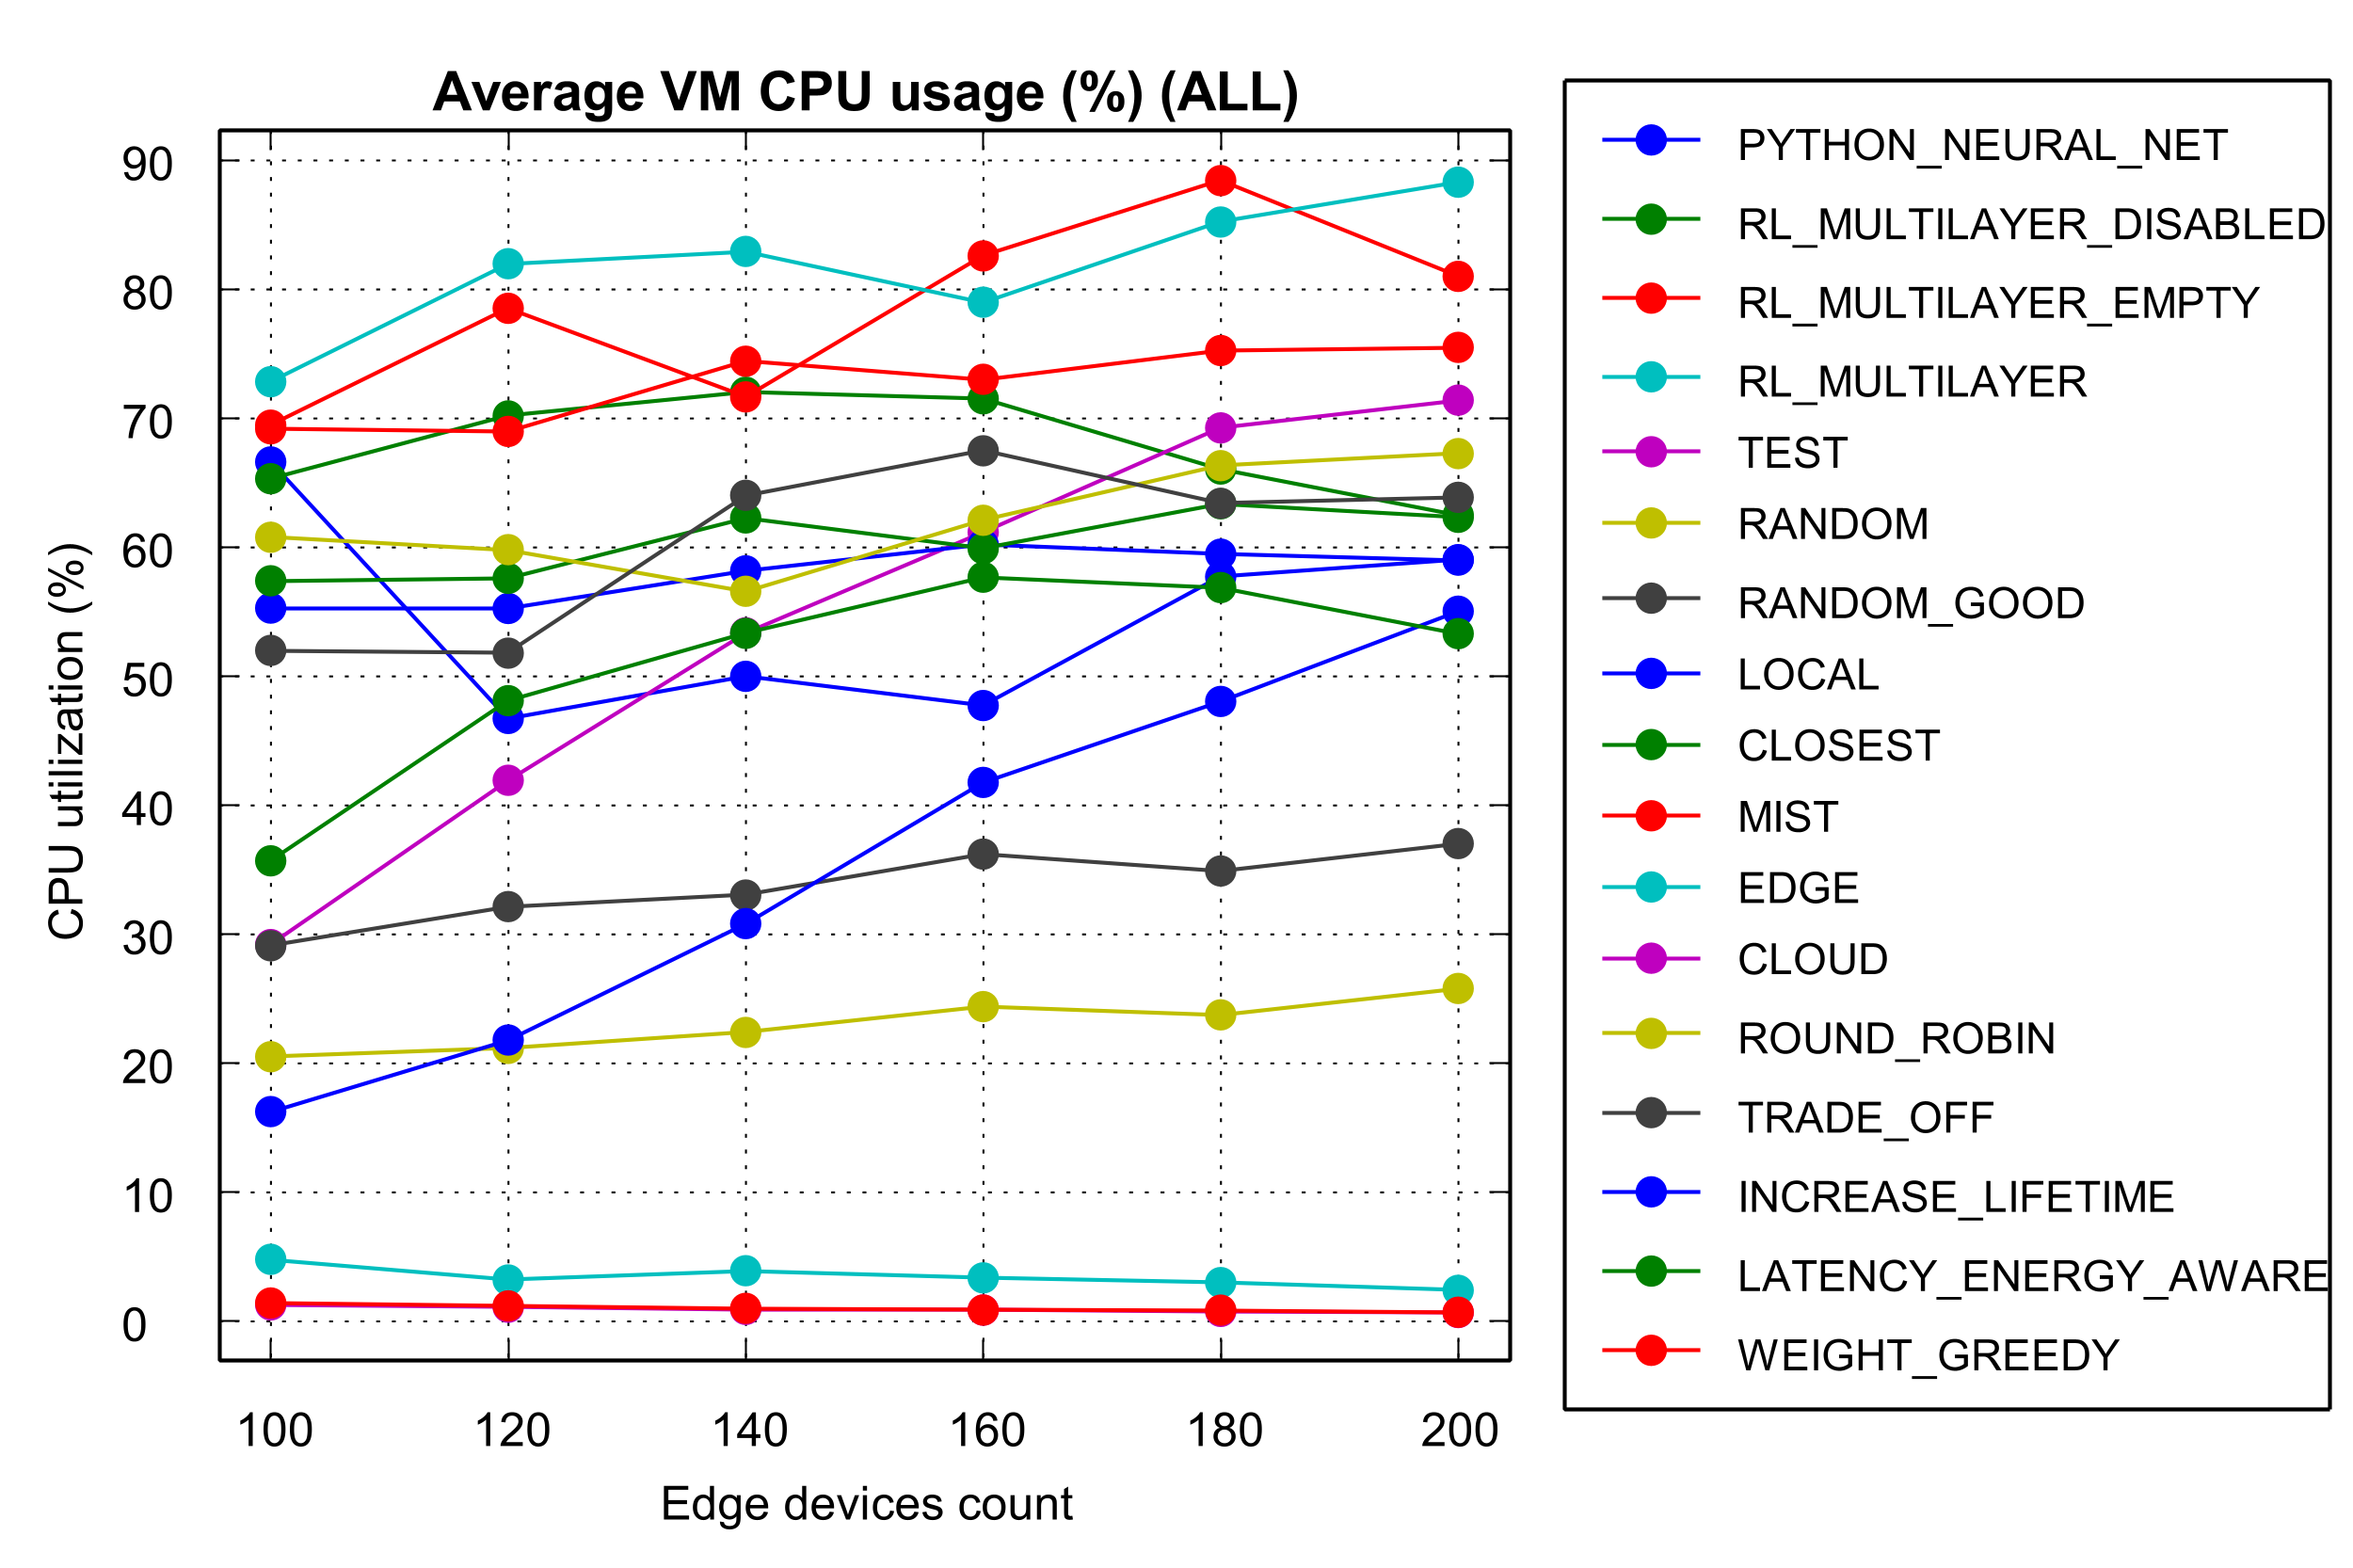 Average VM CPU usage (%) (ALL)
90
80
70
60
50
40
30
20
10
0
CPU utilization (%)
100 120 140 160 180 200
Edge devices count
PYTHON_NEURAL_NET
RL_MULTILAYER_DISABLED
RL_MULTILAYER_EMPTY
RL_MULTILAYER
TEST
RANDOM
RANDOM_GOOD
LOCAL
CLOSEST
MIST
EDGE
CLOUD
ROUND_ROBIN
TRADE_OFF
INCREASE_LIFETIME
LATENCY_ENERGY_AWARE
WEIGHT_GREEDY